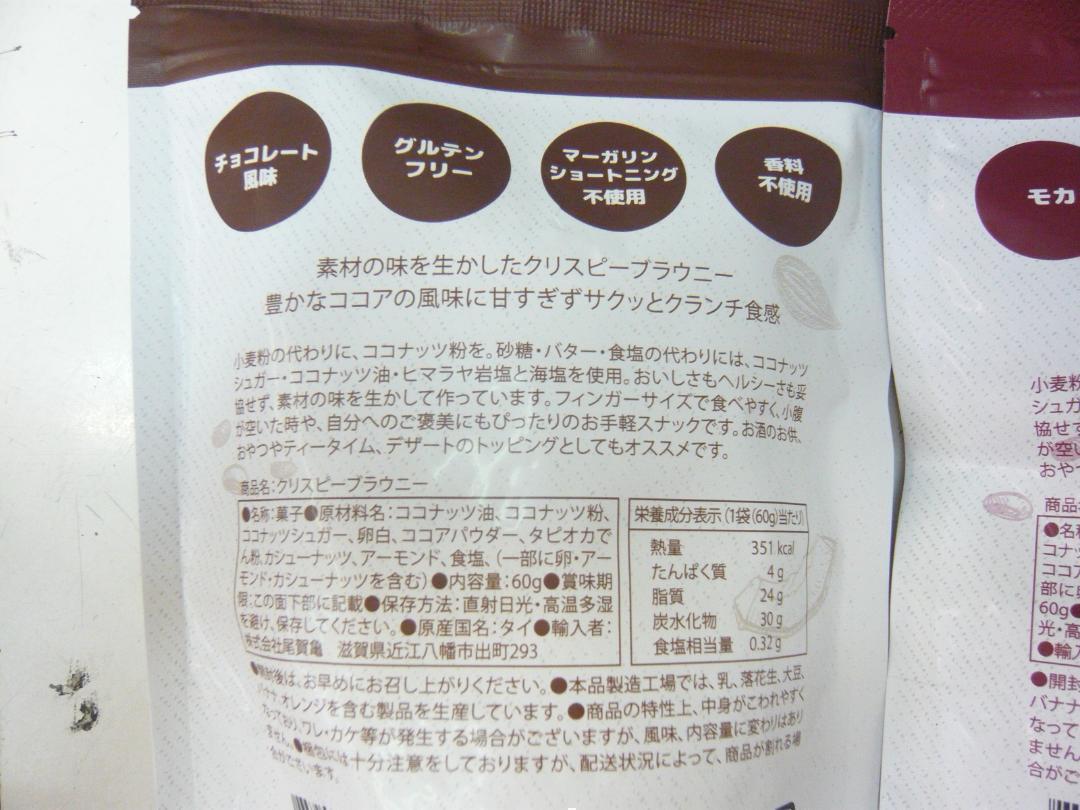 チョコレート
風味
グルテン
フリー
マーガリン
ショートニング
不使用
香料
不使用
モカ
素材の味を生かしたクリスピーブラウニー
豊かなココアの風味に甘すぎずサクッとクランチ食感
小麦粉の代わりに、ココナッツ粉を。砂糖・バター・食塩の代わりには、ココナッツ
シュガー・ココナッツ油・ヒマラヤ岩塩と海塩を使用。おいしさもヘルシーさも妥
協せず、素材の味を生かして作っています。フィンガーサイズで食べやすく、小腹
が空いた時や、自分へのご褒美にもぴったりのお手軽スナックです。お酒のお供、
おやつやティータイム、デザートのトッピングとしてもオススメです。
商品名:クリスピーブラウニー
●名称:菓子●原材料名:ココナッツ油、ココナッツ粉、
ココナッツシュガー、卵白、ココアパウダー、タピオカで
ん粉、カシューナッツ、アーモンド、食塩、(一部に卵・アー
モンド・カシューナッツを含む)●内容量:60g●賞味期
限:この面下部に記載●保存方法:直射日光・高温多湿
を避け、保存してください。●原産国名:タイ●輸入者:
株式会社尾賀亀 滋賀県近江八幡市出町293
栄養成分表示(1袋(60g)当たり)
熱量 351 kcal
たんぱく質 4 g
脂質 24 g
炭水化物 30 g
食塩相当量 0.32 g
●開封後は、お早めにお召し上がりください。●本品製造工場では、乳、落花生、大豆、
バナナ、オレンジを含む製品を生産しています。●商品の特性上、中身がこわれやすく
なっており、ワレ・カケ等が発生する場合がございますが、風味、内容量に変わりはあり
ません。●梱包には十分注意をしておりますが、配送状況によって、商品が割れる場
合がございます。
小麦粉
シュガ
協せず
が空い
おや
商品
●名称
コナッ
ココア
部に
60g●
光・高
●輸入
●開封
バナナ
なって
ません
合がご